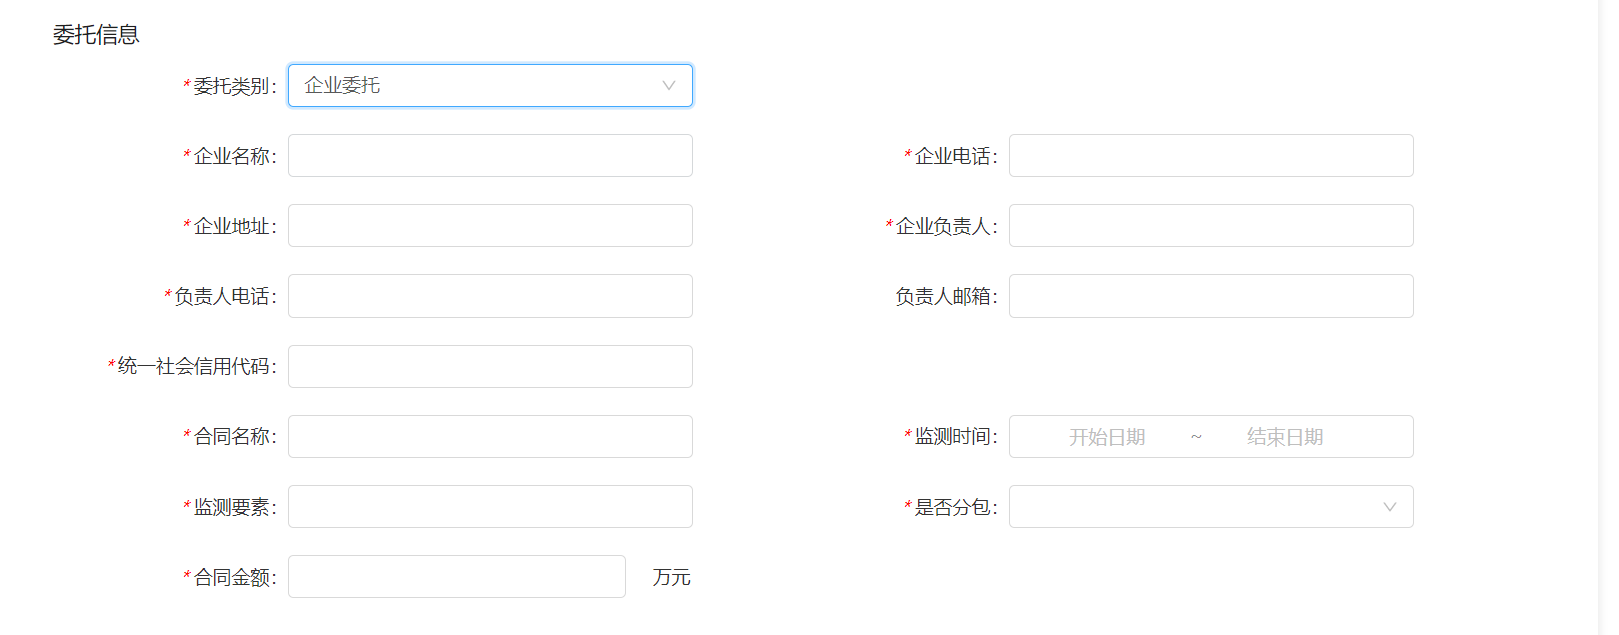 委托信息
*委托类别: 企业委托
*企业名称: *企业电话:
*企业地址: *企业负责人:
*负责人电话: 负责人邮箱:
*统一社会信用代码:
*合同名称: *监测时间: 开始日期 ~ 结束日期
*监测要素: *是否分包:
*合同金额: 万元